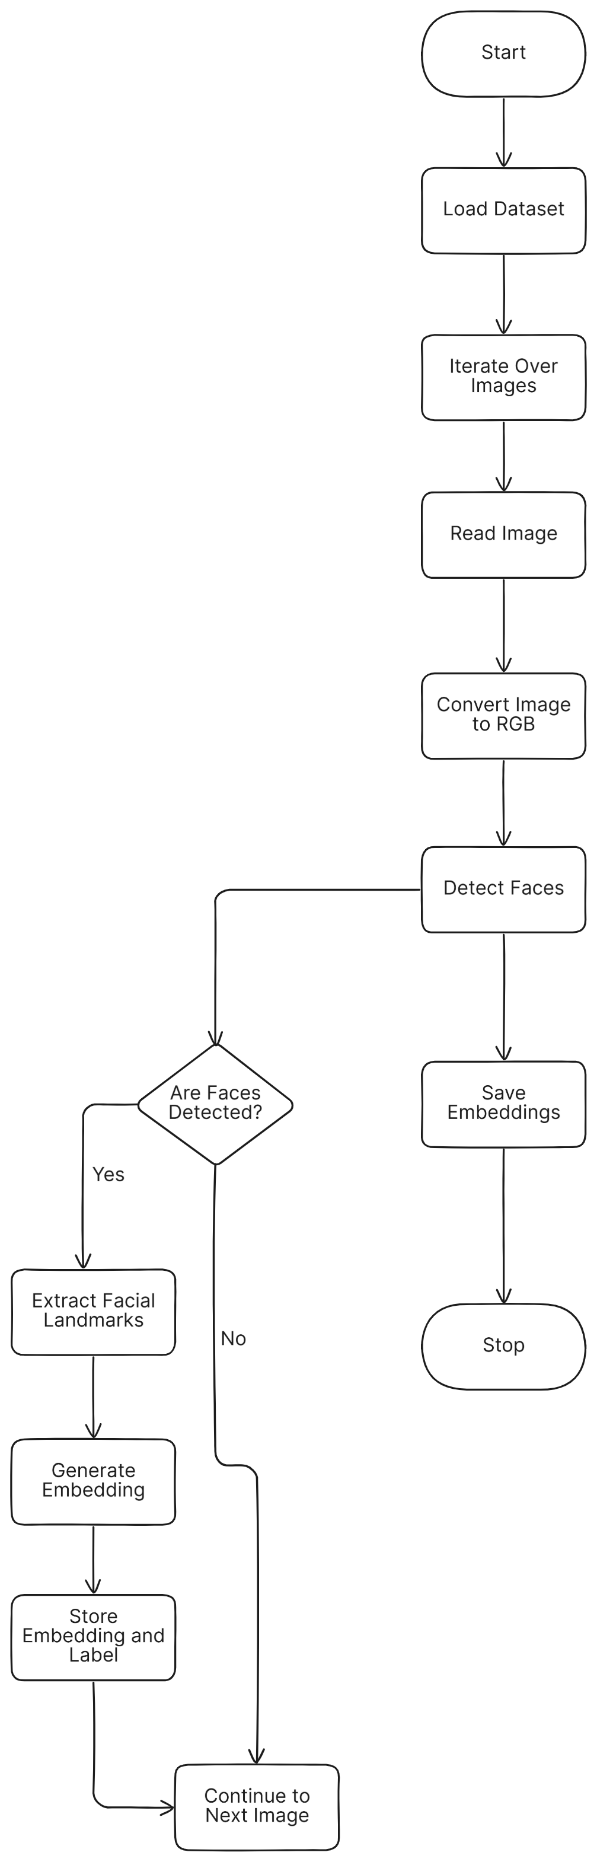 Start
Load Dataset
Iterate Over
Images
Read Image
Convert Image
to RGB
Detect Faces
Are Faces
Detected?
Save
Embeddings
Yes
Extract Facial
Landmarks
No
Stop
Generate
Embedding
Store
Embedding and
Label
Continue to
Next Image